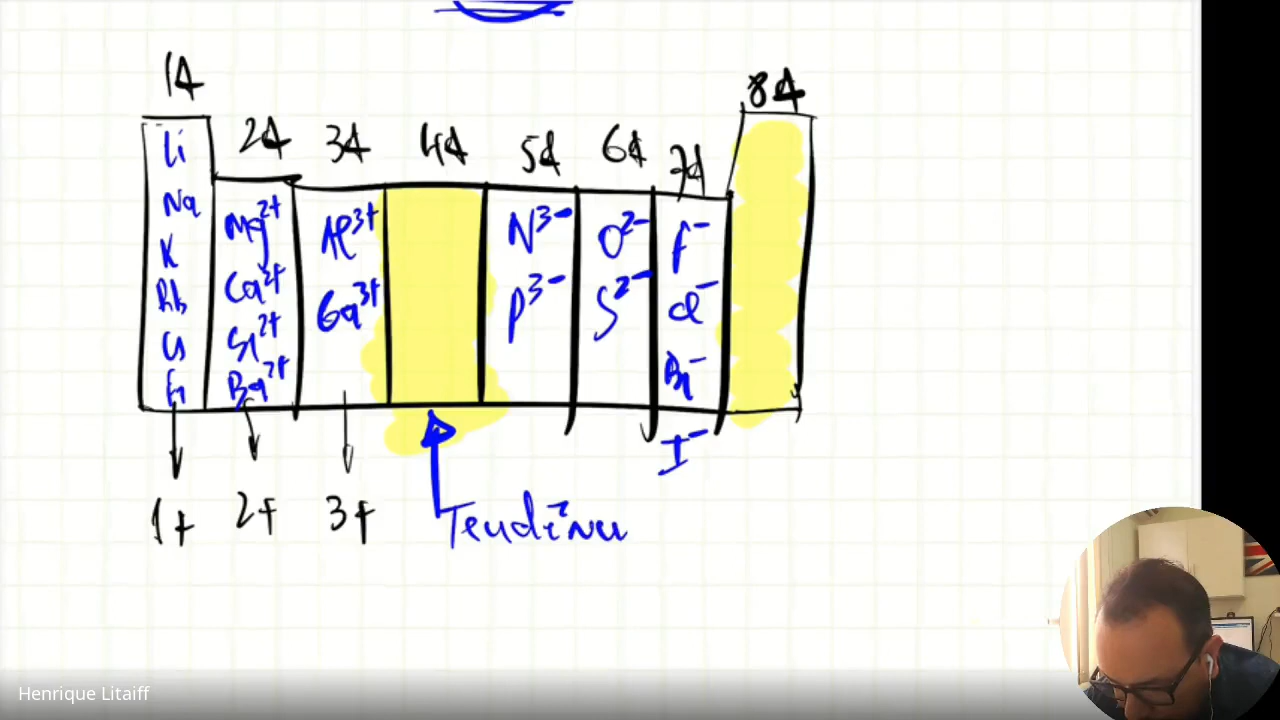 1A 2A 3A 4A 5A 6A 7A 8A
Li
Na Mg²⁺ Al³⁺ N³⁻ O²⁻ F⁻
K Ca²⁺ Ga³⁺ P³⁻ S²⁻ Cl⁻
Rb Sr²⁺ Br⁻
Cs Ba²⁺
Fr I⁻
1+ 2+ 3+
Henrique Litaiff